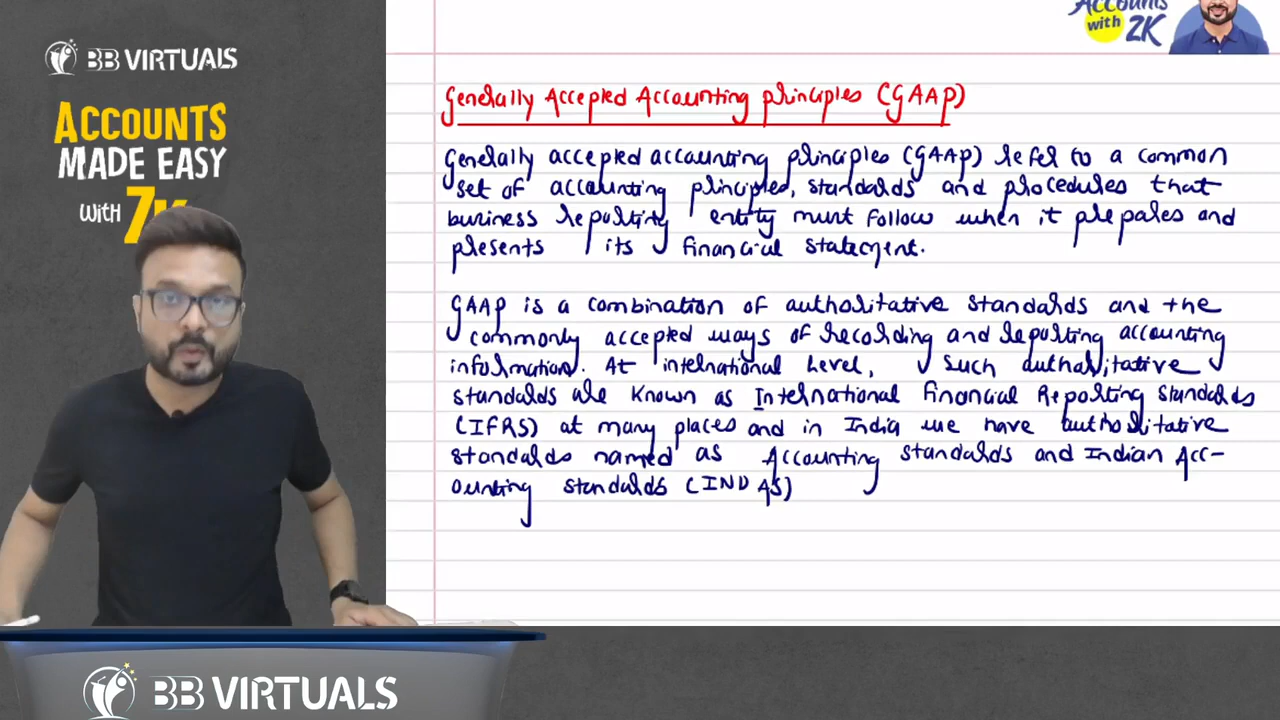 Accounts
with ZK
BB VIRTUALS
ACCOUNTS
MADE EASY
WITH ZK
Generally Accepted Accounting principles (GAAP)
Generally accepted accounting principles (GAAP) refer to a common
set of accounting principles, standards and procedures that
business reporting entity must follow when it prepares and
presents its financial statement.
GAAP is a combination of authoritative standards and the
commonly accepted ways of recording and reporting accounting
information. At international Level, such authoritative
standards are known as International Financial Reporting Standards
(IFRS) at many places and in India we have authoritative
standards named as Accounting standards and Indian Acc-
ounting standards (IND AS)
BB VIRTUALS